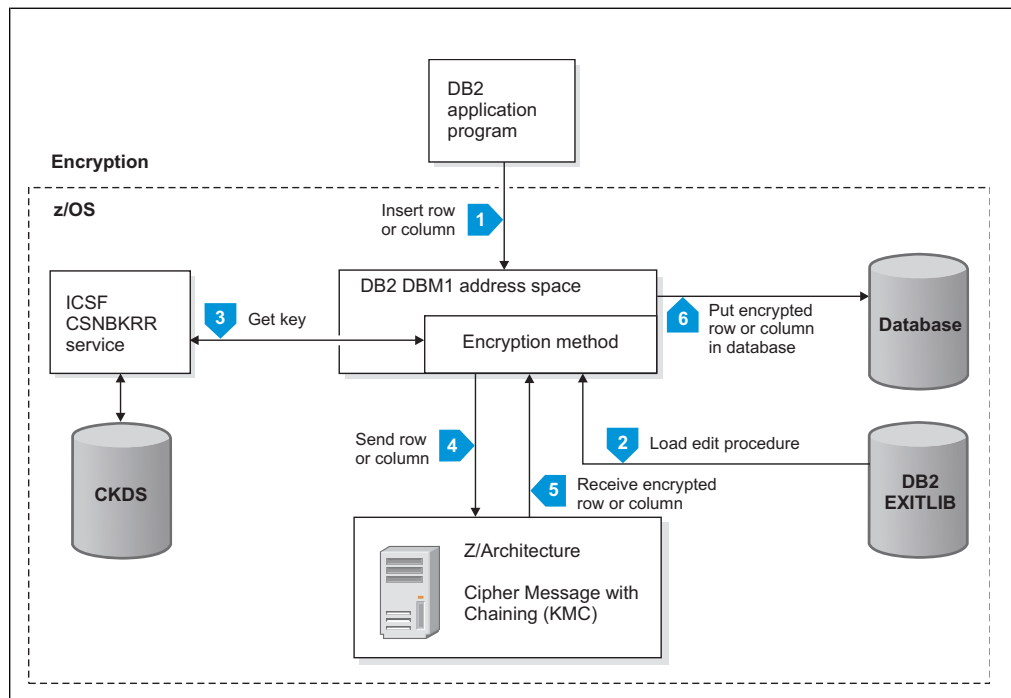 DB2
application
program
Encryption
z/OS
Insert row
or column
1
ICSF
CSNBKRR
service
3
Get key
DB2 DBM1 address space
Encryption method
6
Put encrypted
row or column
in database
Database
CKDS
Send row
or column
4
2
Load edit procedure
5
Receive encrypted
row or column
DB2
EXITLIB
Z/Architecture
Cipher Message with
Chaining (KMC)